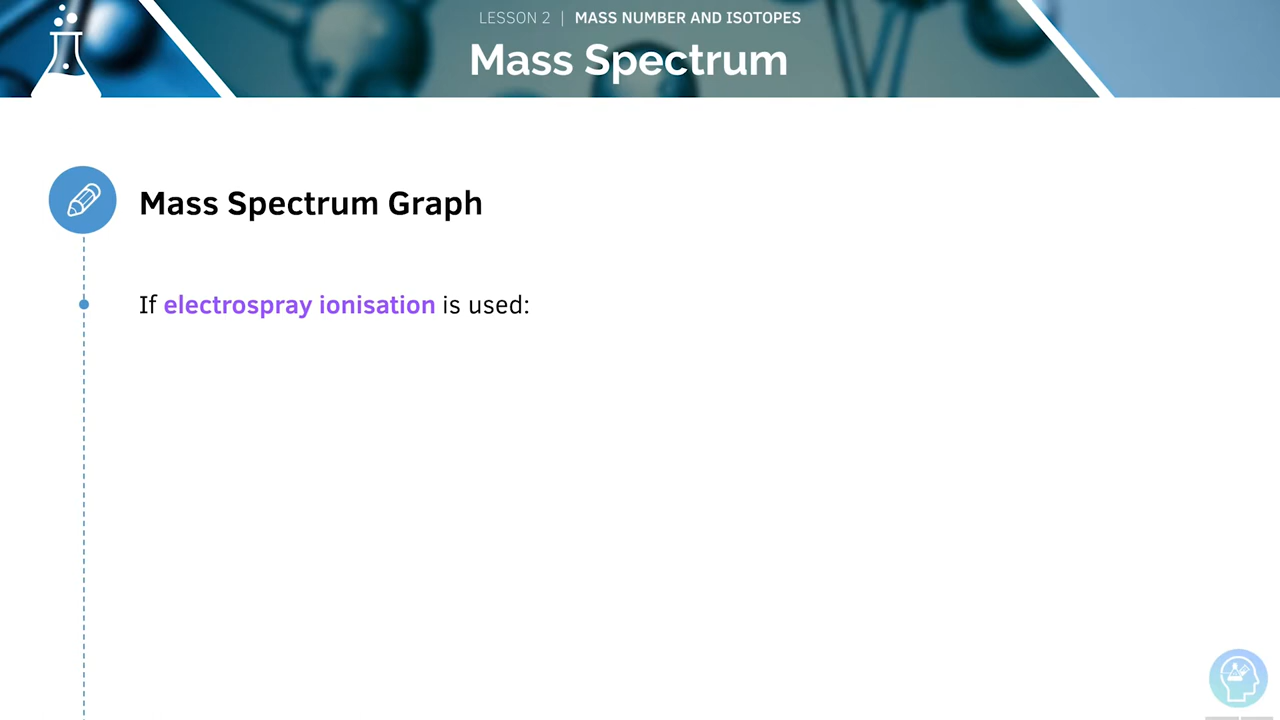 LESSON 2 | MASS NUMBER AND ISOTOPES
Mass Spectrum
Mass Spectrum Graph
If electrospray ionisation is used: